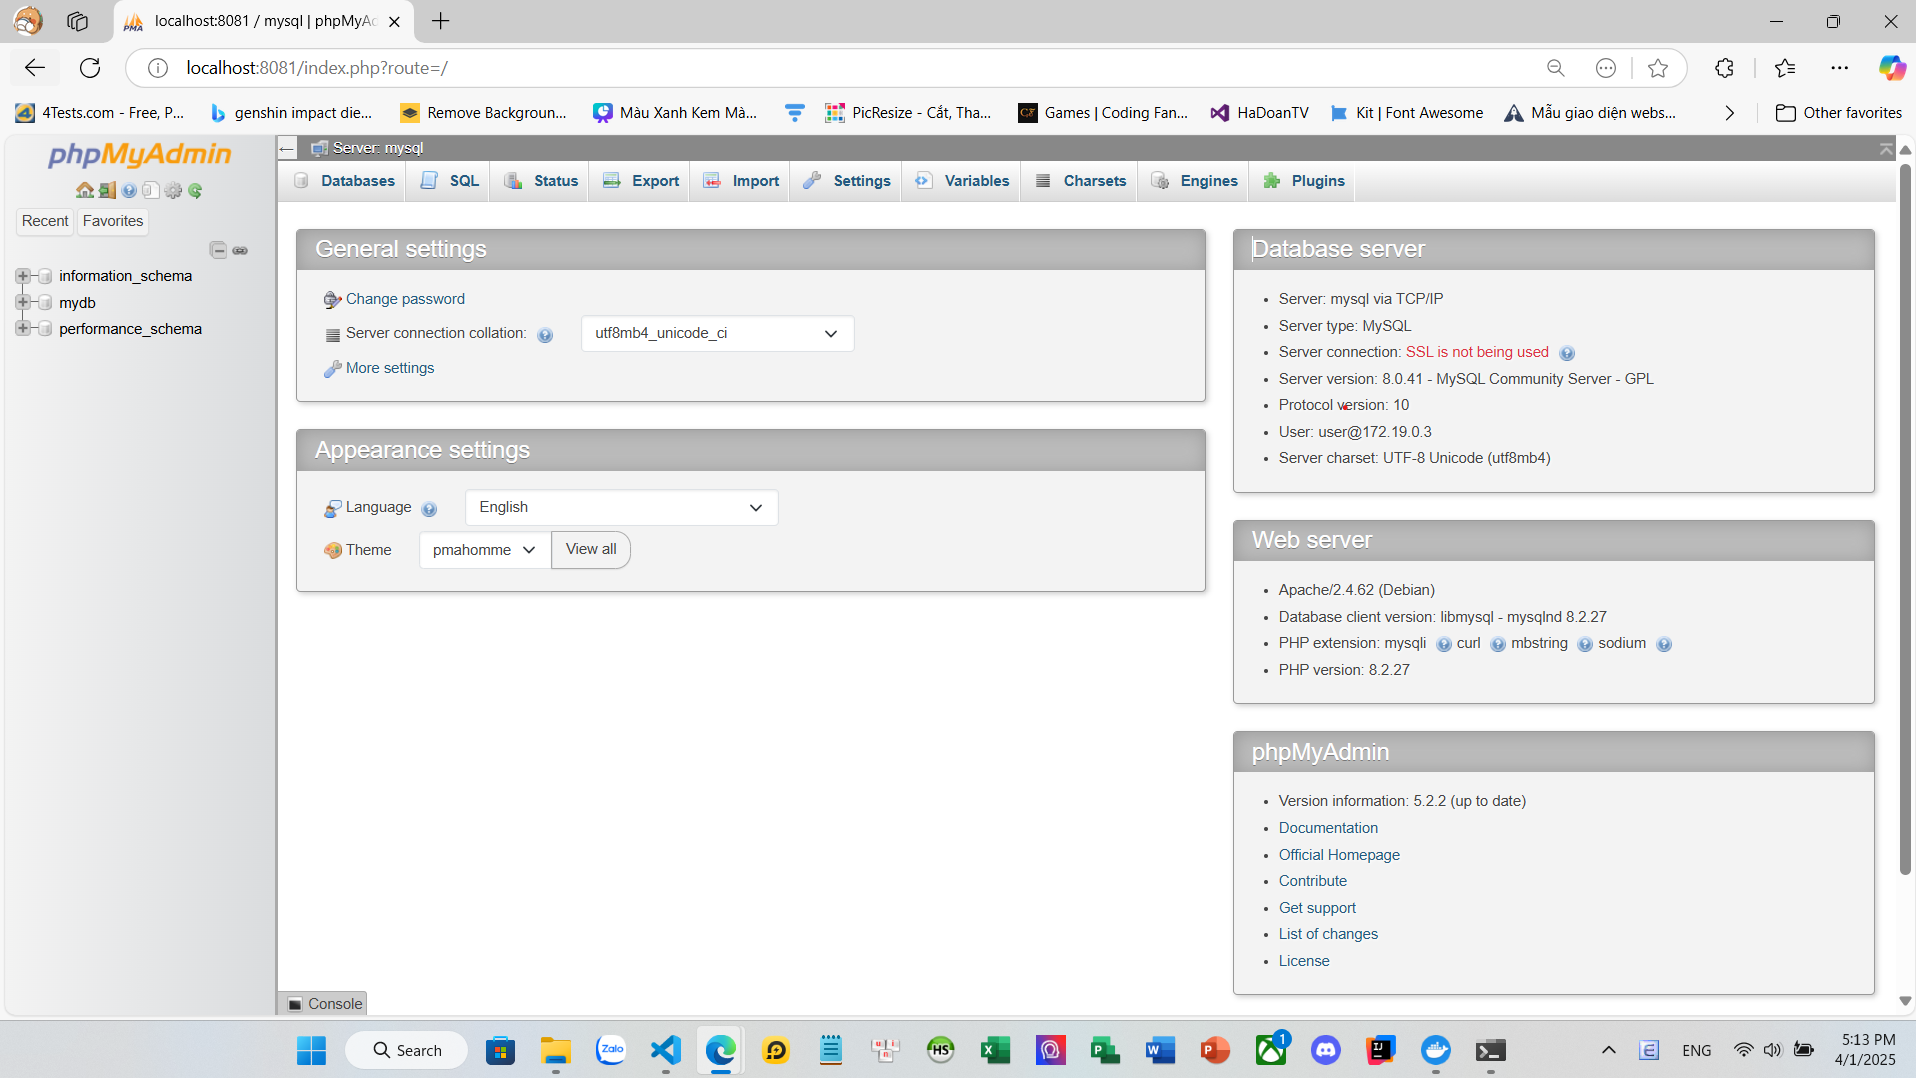 localhost:8081 / mysql | phpMyAd
localhost:8081/index.php?route=/
4Tests.com - Free, P...
genshin impact die...
Remove Backgroun...
Màu Xanh Kem Mà...
PicResize - Cắt, Tha...
Games | Coding Fan...
HaDoanTV
Kit | Font Awesome
Mẫu giao diện webs...
Other favorites
phpMyAdmin
Recent
Favorites
information_schema
mydb
performance_schema
Server: mysql
Databases
SQL
Status
Export
Import
Settings
Variables
Charsets
Engines
Plugins
General settings
Change password
Server connection collation:
utf8mb4_unicode_ci
More settings
Appearance settings
Language
English
Theme
pmahomme
View all
Database server
Server: mysql via TCP/IP
Server type: MySQL
Server connection: SSL is not being used
Server version: 8.0.41 - MySQL Community Server - GPL
Protocol version: 10
User: user@172.19.0.3
Server charset: UTF-8 Unicode (utf8mb4)
Web server
Apache/2.4.62 (Debian)
Database client version: libmysql - mysqlnd 8.2.27
PHP extension: mysqli curl mbstring sodium
PHP version: 8.2.27
phpMyAdmin
Version information: 5.2.2 (up to date)
Documentation
Official Homepage
Contribute
Get support
List of changes
License
Console
Search
Zalo
HS
1
ENG
5:13 PM
4/1/2025